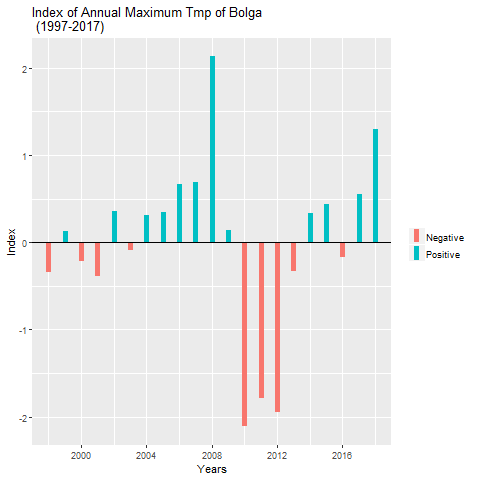 Index of Annual Maximum Tmp of Bolga
(1997-2017)
2
1
0
-1
-2
Index
2000 2004 2008 2012 2016
Years
Negative
Positive